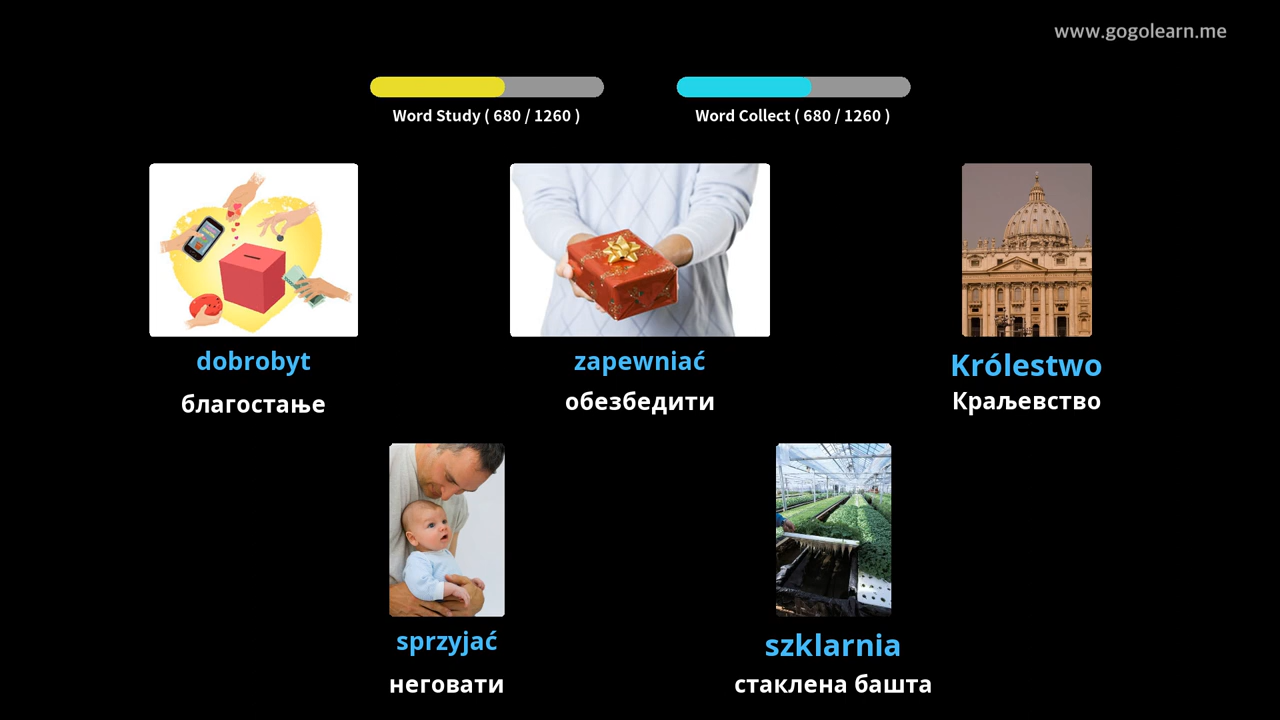 www.gogolearn.me
Word Study ( 680 / 1260 )
Word Collect ( 680 / 1260 )
dobrobyt
благостање
zapewniać
обезбедити
Królestwo
Краљевство
sprzyjać
неговати
szklarnia
стаклена башта